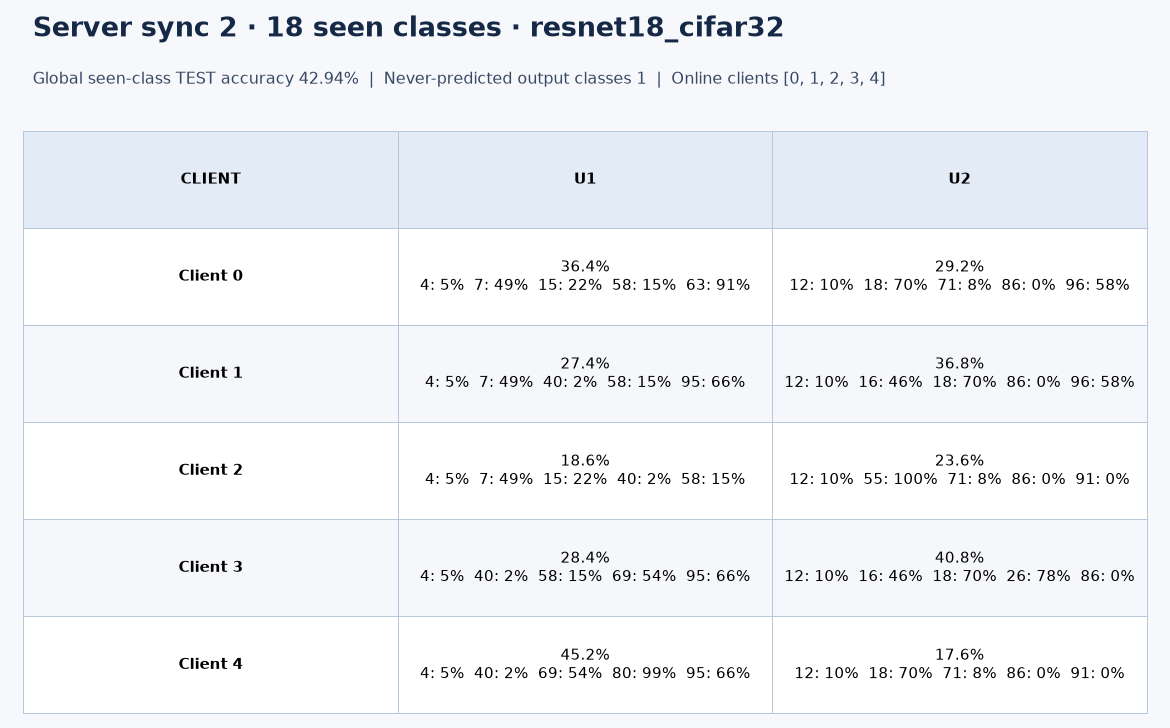 Server sync 2 · 18 seen classes · resnet18_cifar32
Global seen-class TEST accuracy 42.94% | Never-predicted output classes 1 | Online clients [0, 1, 2, 3, 4]
CLIENT U1 U2
Client 0
36.4%
4: 5% 7: 49% 15: 22% 58: 15% 63: 91%
29.2%
12: 10% 18: 70% 71: 8% 86: 0% 96: 58%
Client 1
27.4%
4: 5% 7: 49% 40: 2% 58: 15% 95: 66%
36.8%
12: 10% 16: 46% 18: 70% 86: 0% 96: 58%
Client 2
18.6%
4: 5% 7: 49% 15: 22% 40: 2% 58: 15%
23.6%
12: 10% 55: 100% 71: 8% 86: 0% 91: 0%
Client 3
28.4%
4: 5% 40: 2% 58: 15% 69: 54% 95: 66%
40.8%
12: 10% 16: 46% 18: 70% 26: 78% 86: 0%
Client 4
45.2%
4: 5% 40: 2% 69: 54% 80: 99% 95: 66%
17.6%
12: 10% 18: 70% 71: 8% 86: 0% 91: 0%